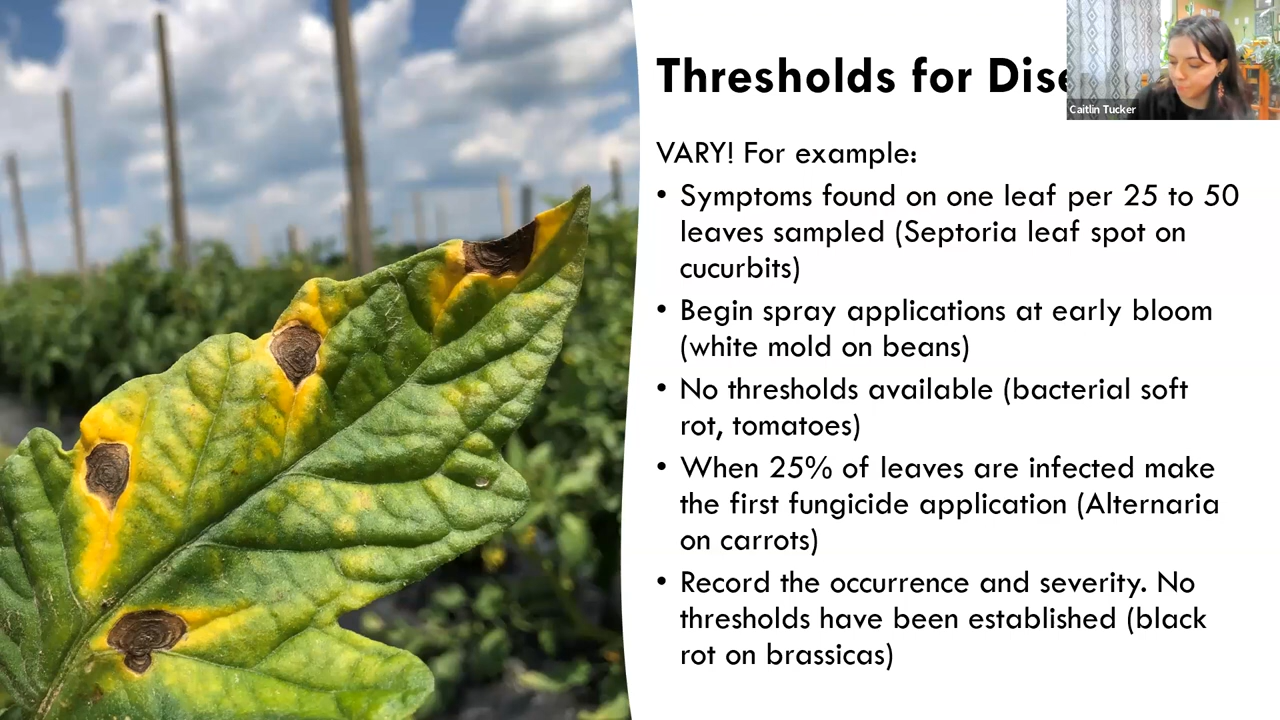 Thresholds for Dise
Caitlin Tucker
VARY! For example:
• Symptoms found on one leaf per 25 to 50
leaves sampled (Septoria leaf spot on
cucurbits)
• Begin spray applications at early bloom
(white mold on beans)
• No thresholds available (bacterial soft
rot, tomatoes)
• When 25% of leaves are infected make
the first fungicide application (Alternaria
on carrots)
• Record the occurrence and severity. No
thresholds have been established (black
rot on brassicas)